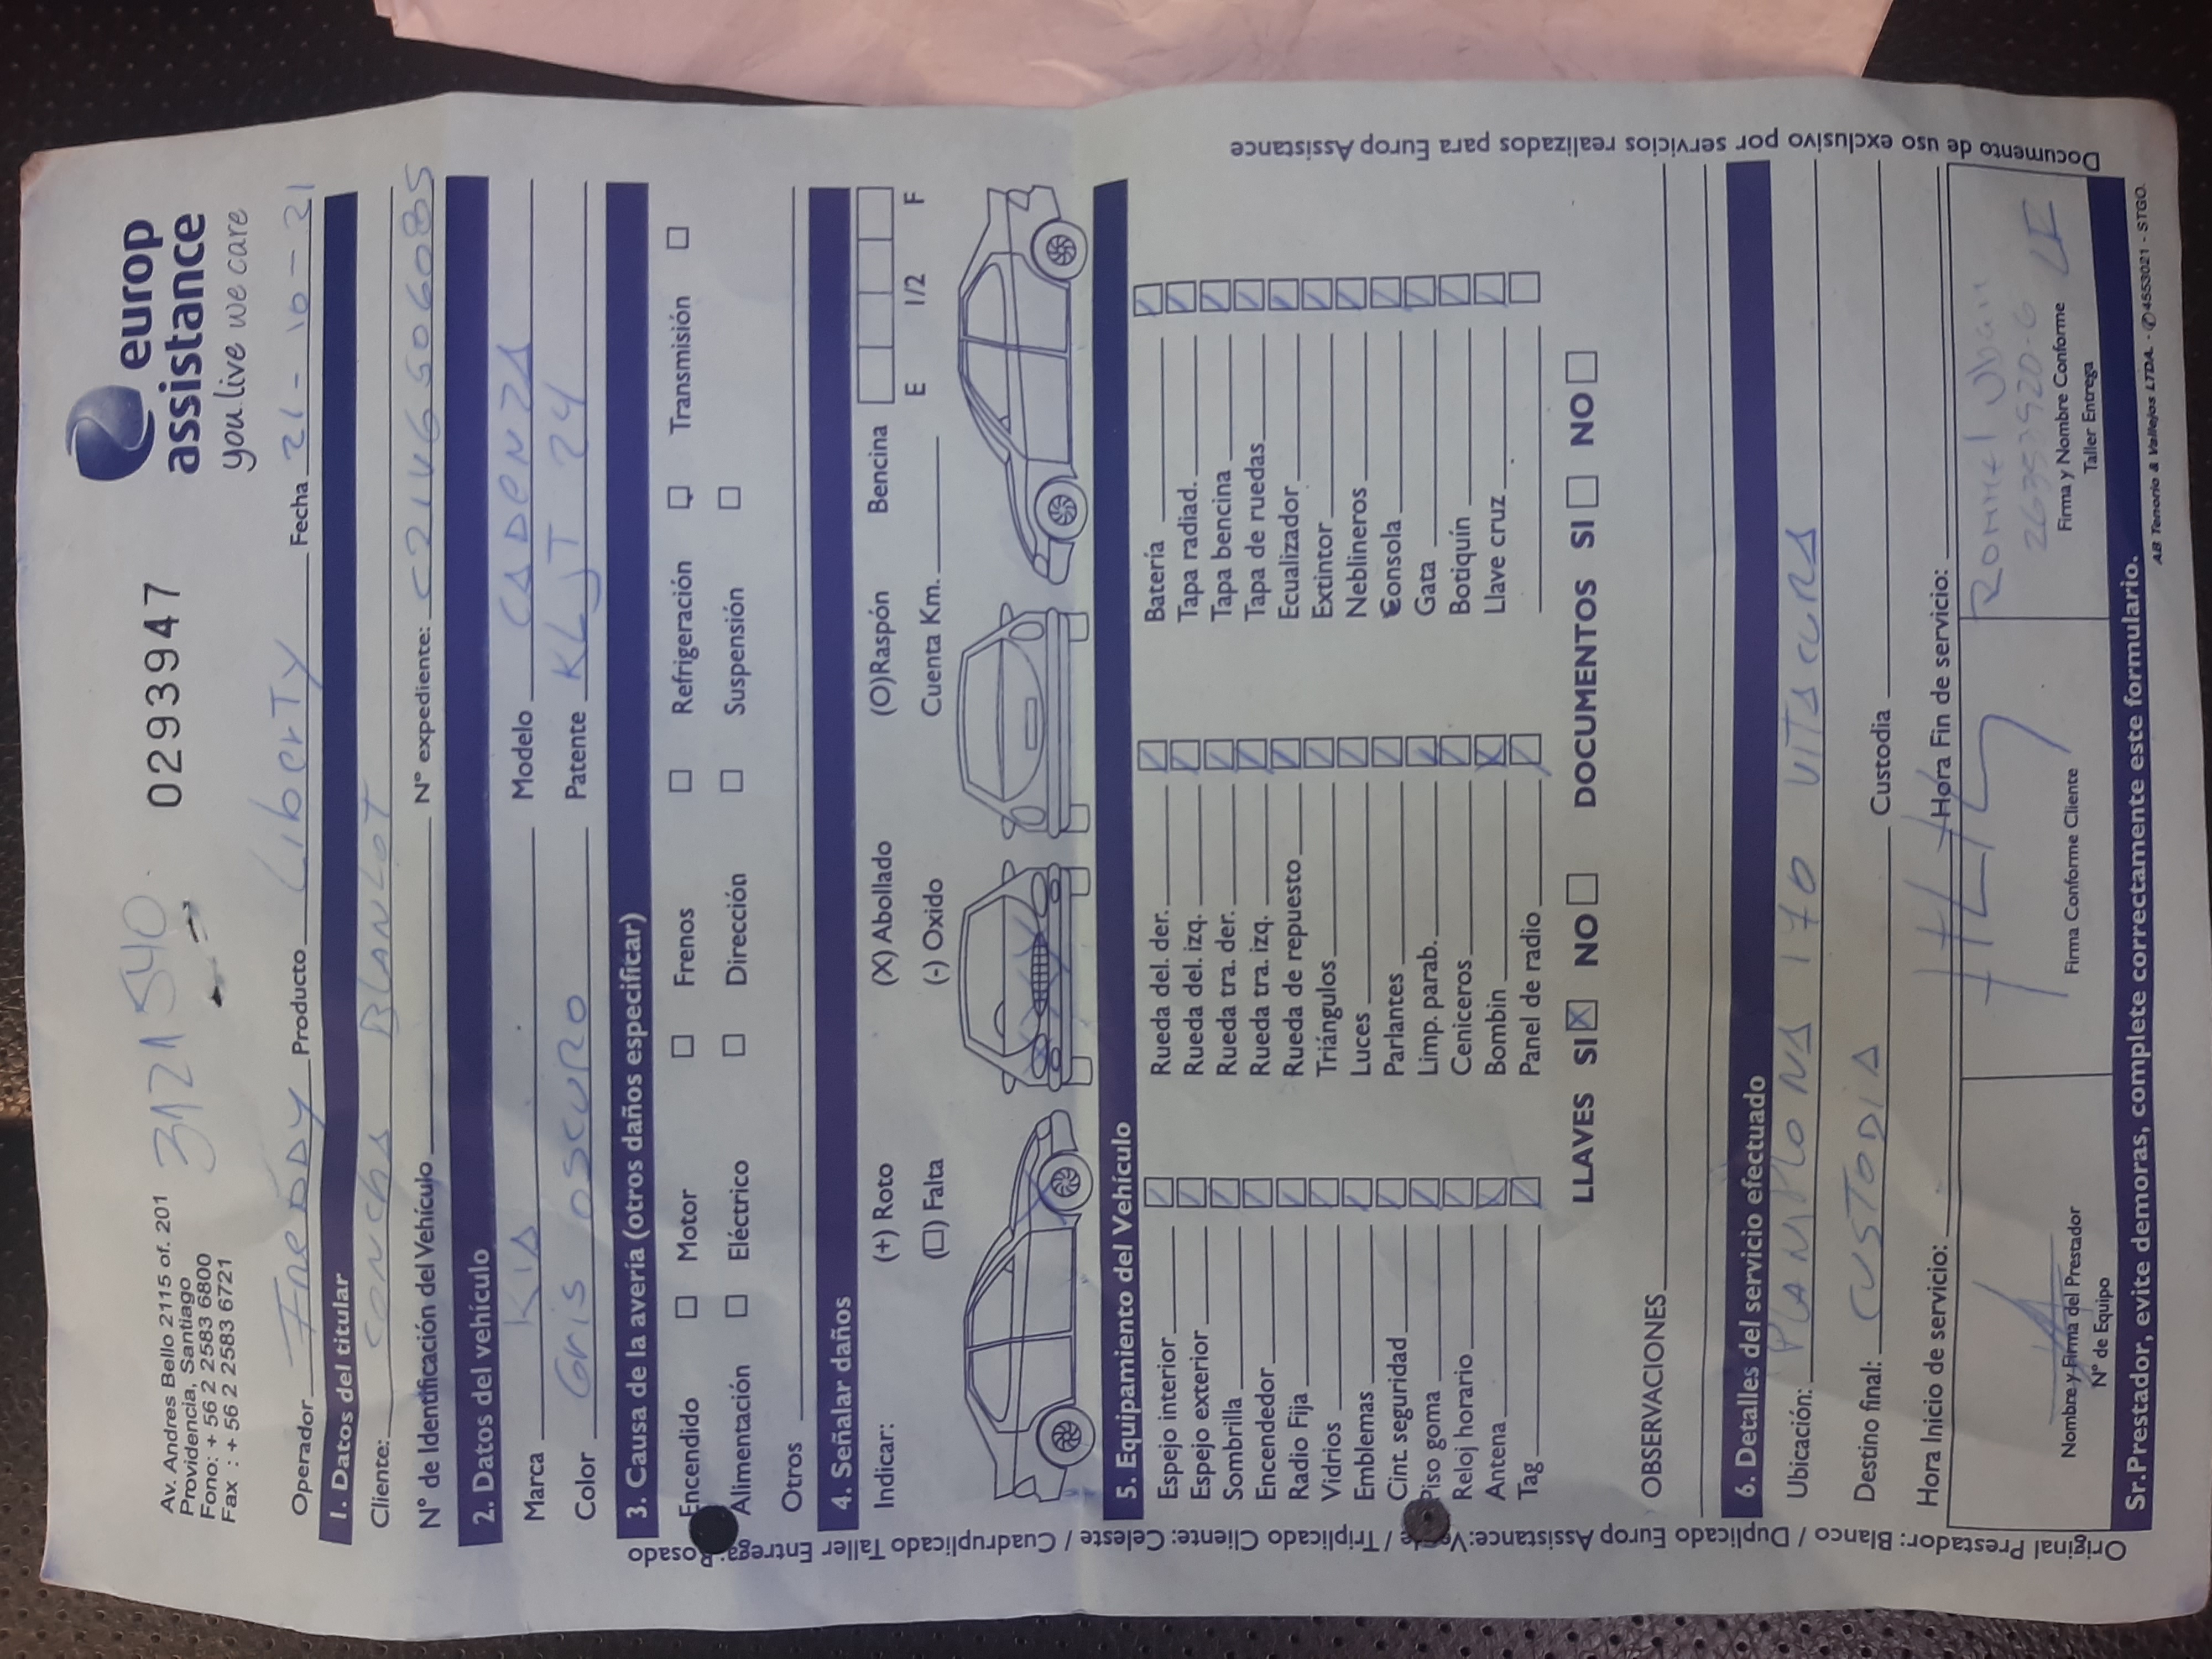 Av. Andres Bello 2115 of. 201
Providencia, Santiago
Fono: + 56 2 2583 6800
Fax : + 56 2 2583 6721
3121540
0293947
europ
assistance
you live we care
Operador FreDDY Producto LiberTy Fecha 21-10-21
1. Datos del titular
Cliente: CONCHA BLANLOT
N° de Identificación del Vehículo N° expediente: C21VG506085
2. Datos del vehículo
Marca KIA Modelo CADENZA
Color Gris OSCURO Patente KLJT 24
3. Causa de la avería (otros daños especificar)
Encendido Motor Frenos Refrigeración Transmisión
Alimentación Eléctrico Dirección Suspensión
Otros
4. Señalar daños
Indicar: (+) Roto (X) Abollado (O)Raspón Bencina
(□) Falta (-) Oxido Cuenta Km. E 1/2 F
5. Equipamiento del Vehículo
Espejo interior Rueda del. der. Batería
Espejo exterior Rueda del. izq. Tapa radiad.
Sombrilla Rueda tra. der. Tapa bencina
Encendedor Rueda tra. izq. Tapa de ruedas
Radio Fija Rueda de repuesto Ecualizador
Vidrios Triángulos Extintor
Emblemas Luces Neblineros
Cint. seguridad Parlantes Consola
Piso goma Limp. parab. Gata
Reloj horario Ceniceros Botiquín
Antena Bombin Llave cruz
Tag Panel de radio
LLAVES SI X NO DOCUMENTOS SI NO
OBSERVACIONES
6. Detalles del servicio efectuado
Ubicación: PAMPLONA 170 VITACURA
Destino final: CUSTODIA Custodia
Hora Inicio de servicio: Hora Fin de servicio:
Rommel
26353920-6
Nombre y Firma del Prestador
N° de Equipo
Firma Conforme Cliente
Firma y Nombre Conforme
Taller Entrega
Sr.Prestador, evite demoras, complete correctamente este formulario.
AB Tenorio & Vallejos LTDA. - ✆4553021 - STGO.
Original Prestador: Blanco / Duplicado Europ Assistance: / Triplicado Cliente: Celeste / Cuadruplicado Taller Entrega: Rosado
Documento de uso exclusivo por servicios realizados para Europ Assistance